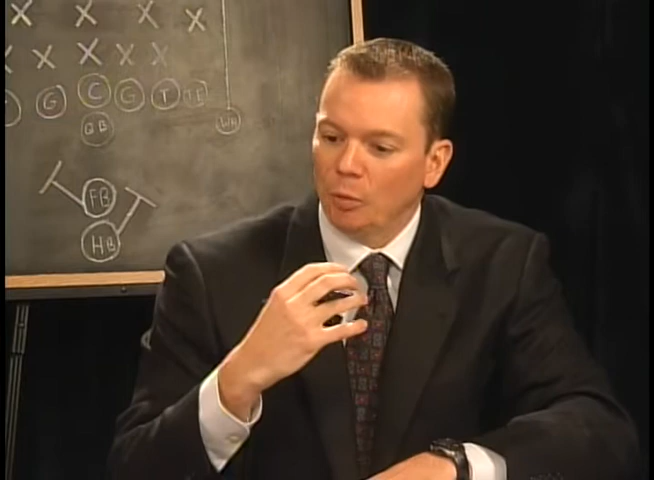 X X X X
X X X X X
G C G T TE
QB WR
FB
HB